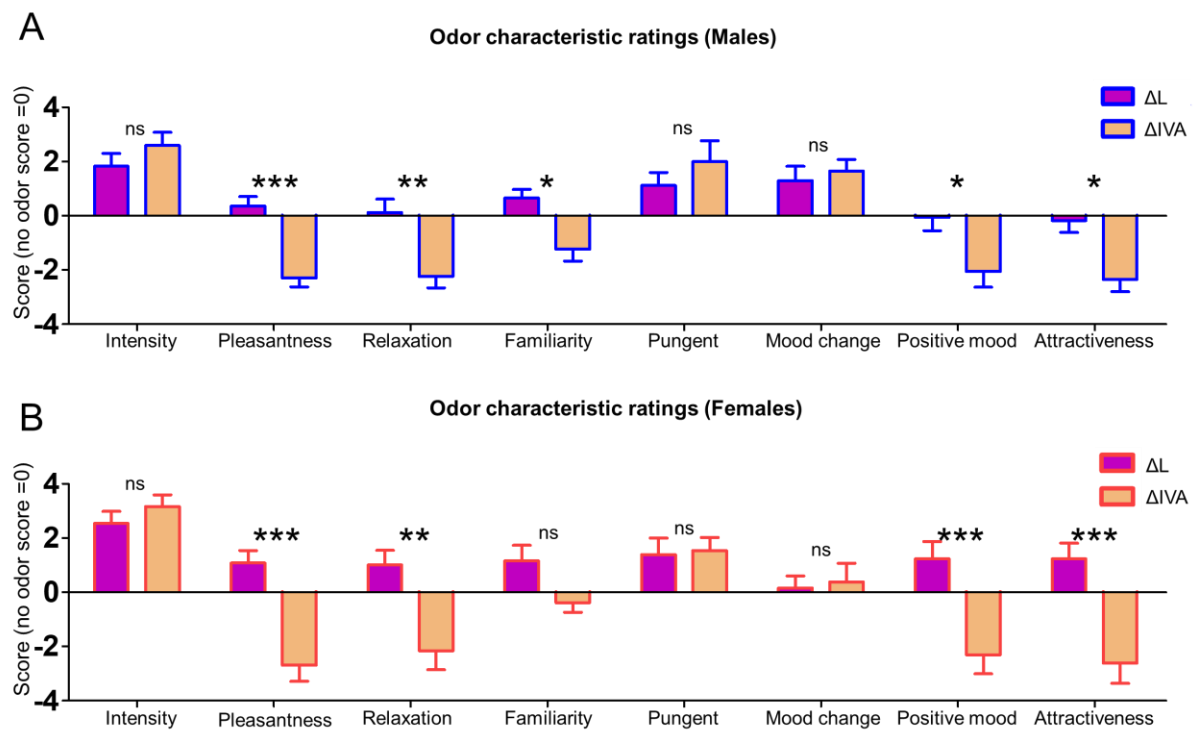 A
Odor characteristic ratings (Males)
Score (no odor score =0)
4
2
0
-2
-4
ΔL
ΔIVA
ns
***
**
*
ns
ns
*
*
Intensity
Pleasantness
Relaxation
Familiarity
Pungent
Mood change
Positive mood
Attractiveness
B
Odor characteristic ratings (Females)
Score (no odor score =0)
4
2
0
-2
-4
ΔL
ΔIVA
ns
***
**
ns
ns
ns
***
***
Intensity
Pleasantness
Relaxation
Familiarity
Pungent
Mood change
Positive mood
Attractiveness